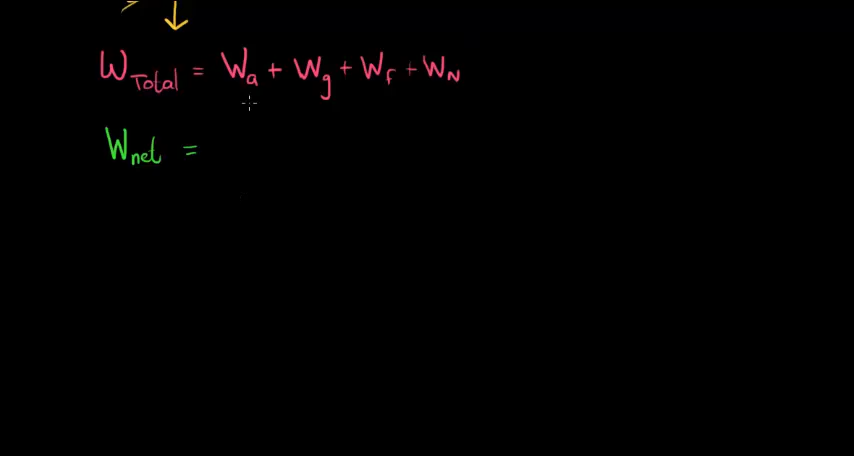 W_Total = W_a + W_g + W_f + W_N
W_net =